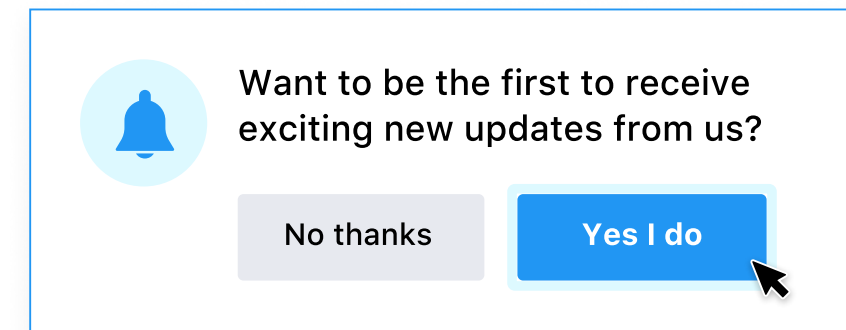 Want to be the first to receive
exciting new updates from us?
No thanks
Yes I do